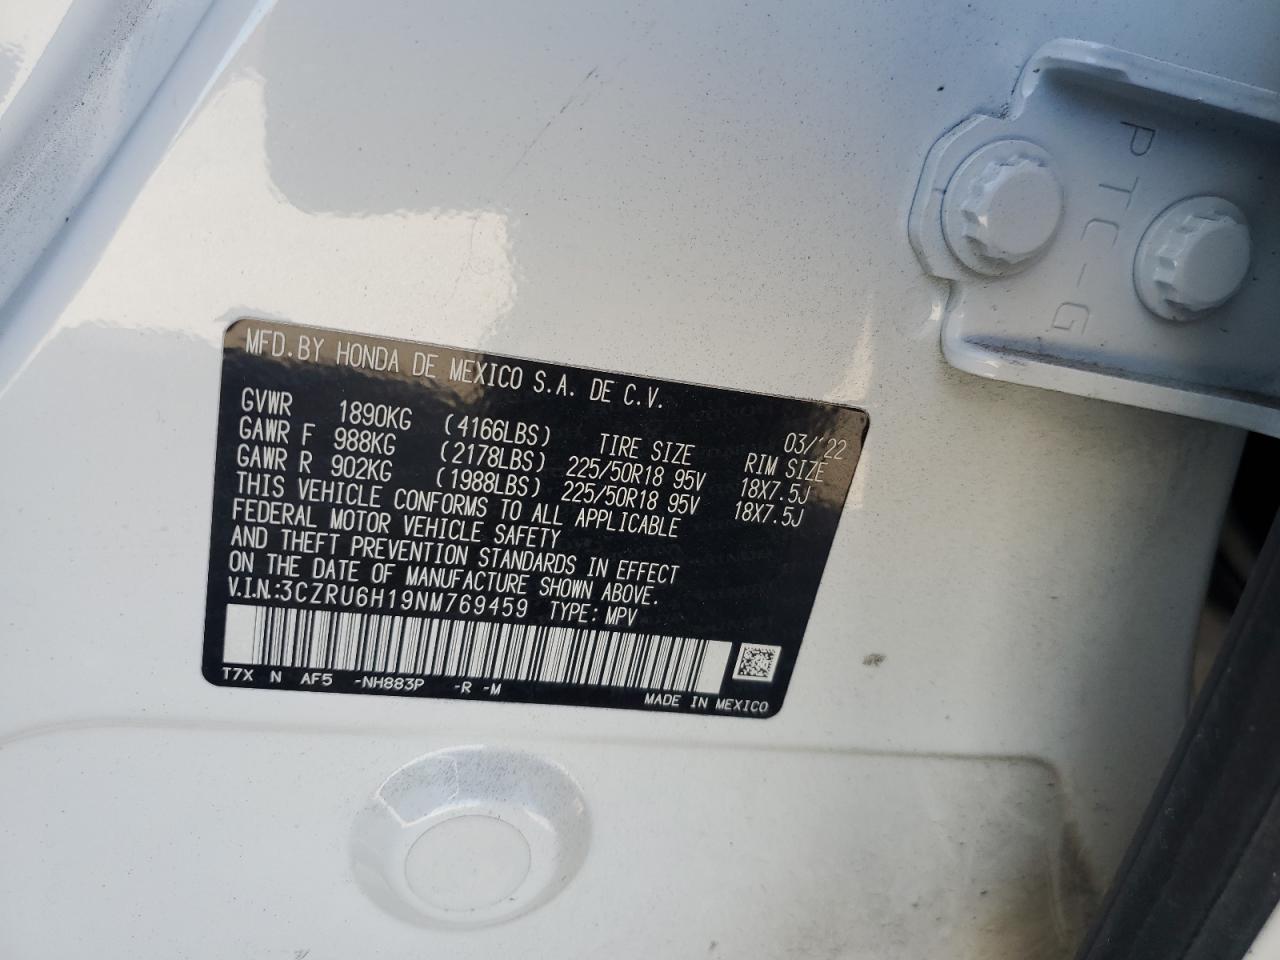 MFD.BY HONDA DE MEXICO S.A. DE C.V.
03/22
GVWR 1890KG (4166LBS) TIRE SIZE RIM SIZE
GAWR F 988KG (2178LBS) 225/50R18 95V 18X7.5J
GAWR R 902KG (1988LBS) 225/50R18 95V 18X7.5J
THIS VEHICLE CONFORMS TO ALL APPLICABLE
FEDERAL MOTOR VEHICLE SAFETY
AND THEFT PREVENTION STANDARDS IN EFFECT
ON THE DATE OF MANUFACTURE SHOWN ABOVE.
V.I.N.:3CZRU6H19NM769459 TYPE: MPV
T7X N AF5 -NH883P -R -M
MADE IN MEXICO
PTC-G